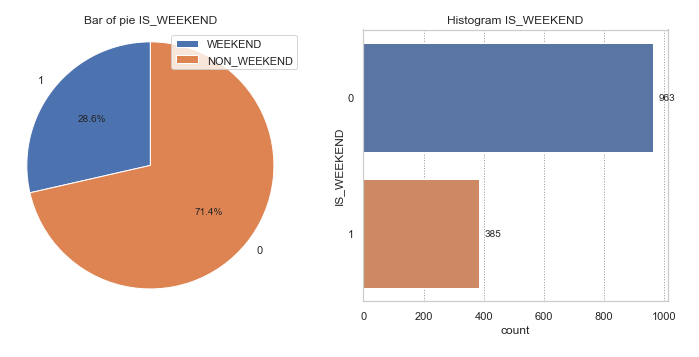 Bar of pie IS_WEEKEND
WEEKEND
NON_WEEKEND
1
28.6%
71.4%
0
Histogram IS_WEEKEND
IS_WEEKEND
0
963
1
385
0 200 400 600 800 1000
count